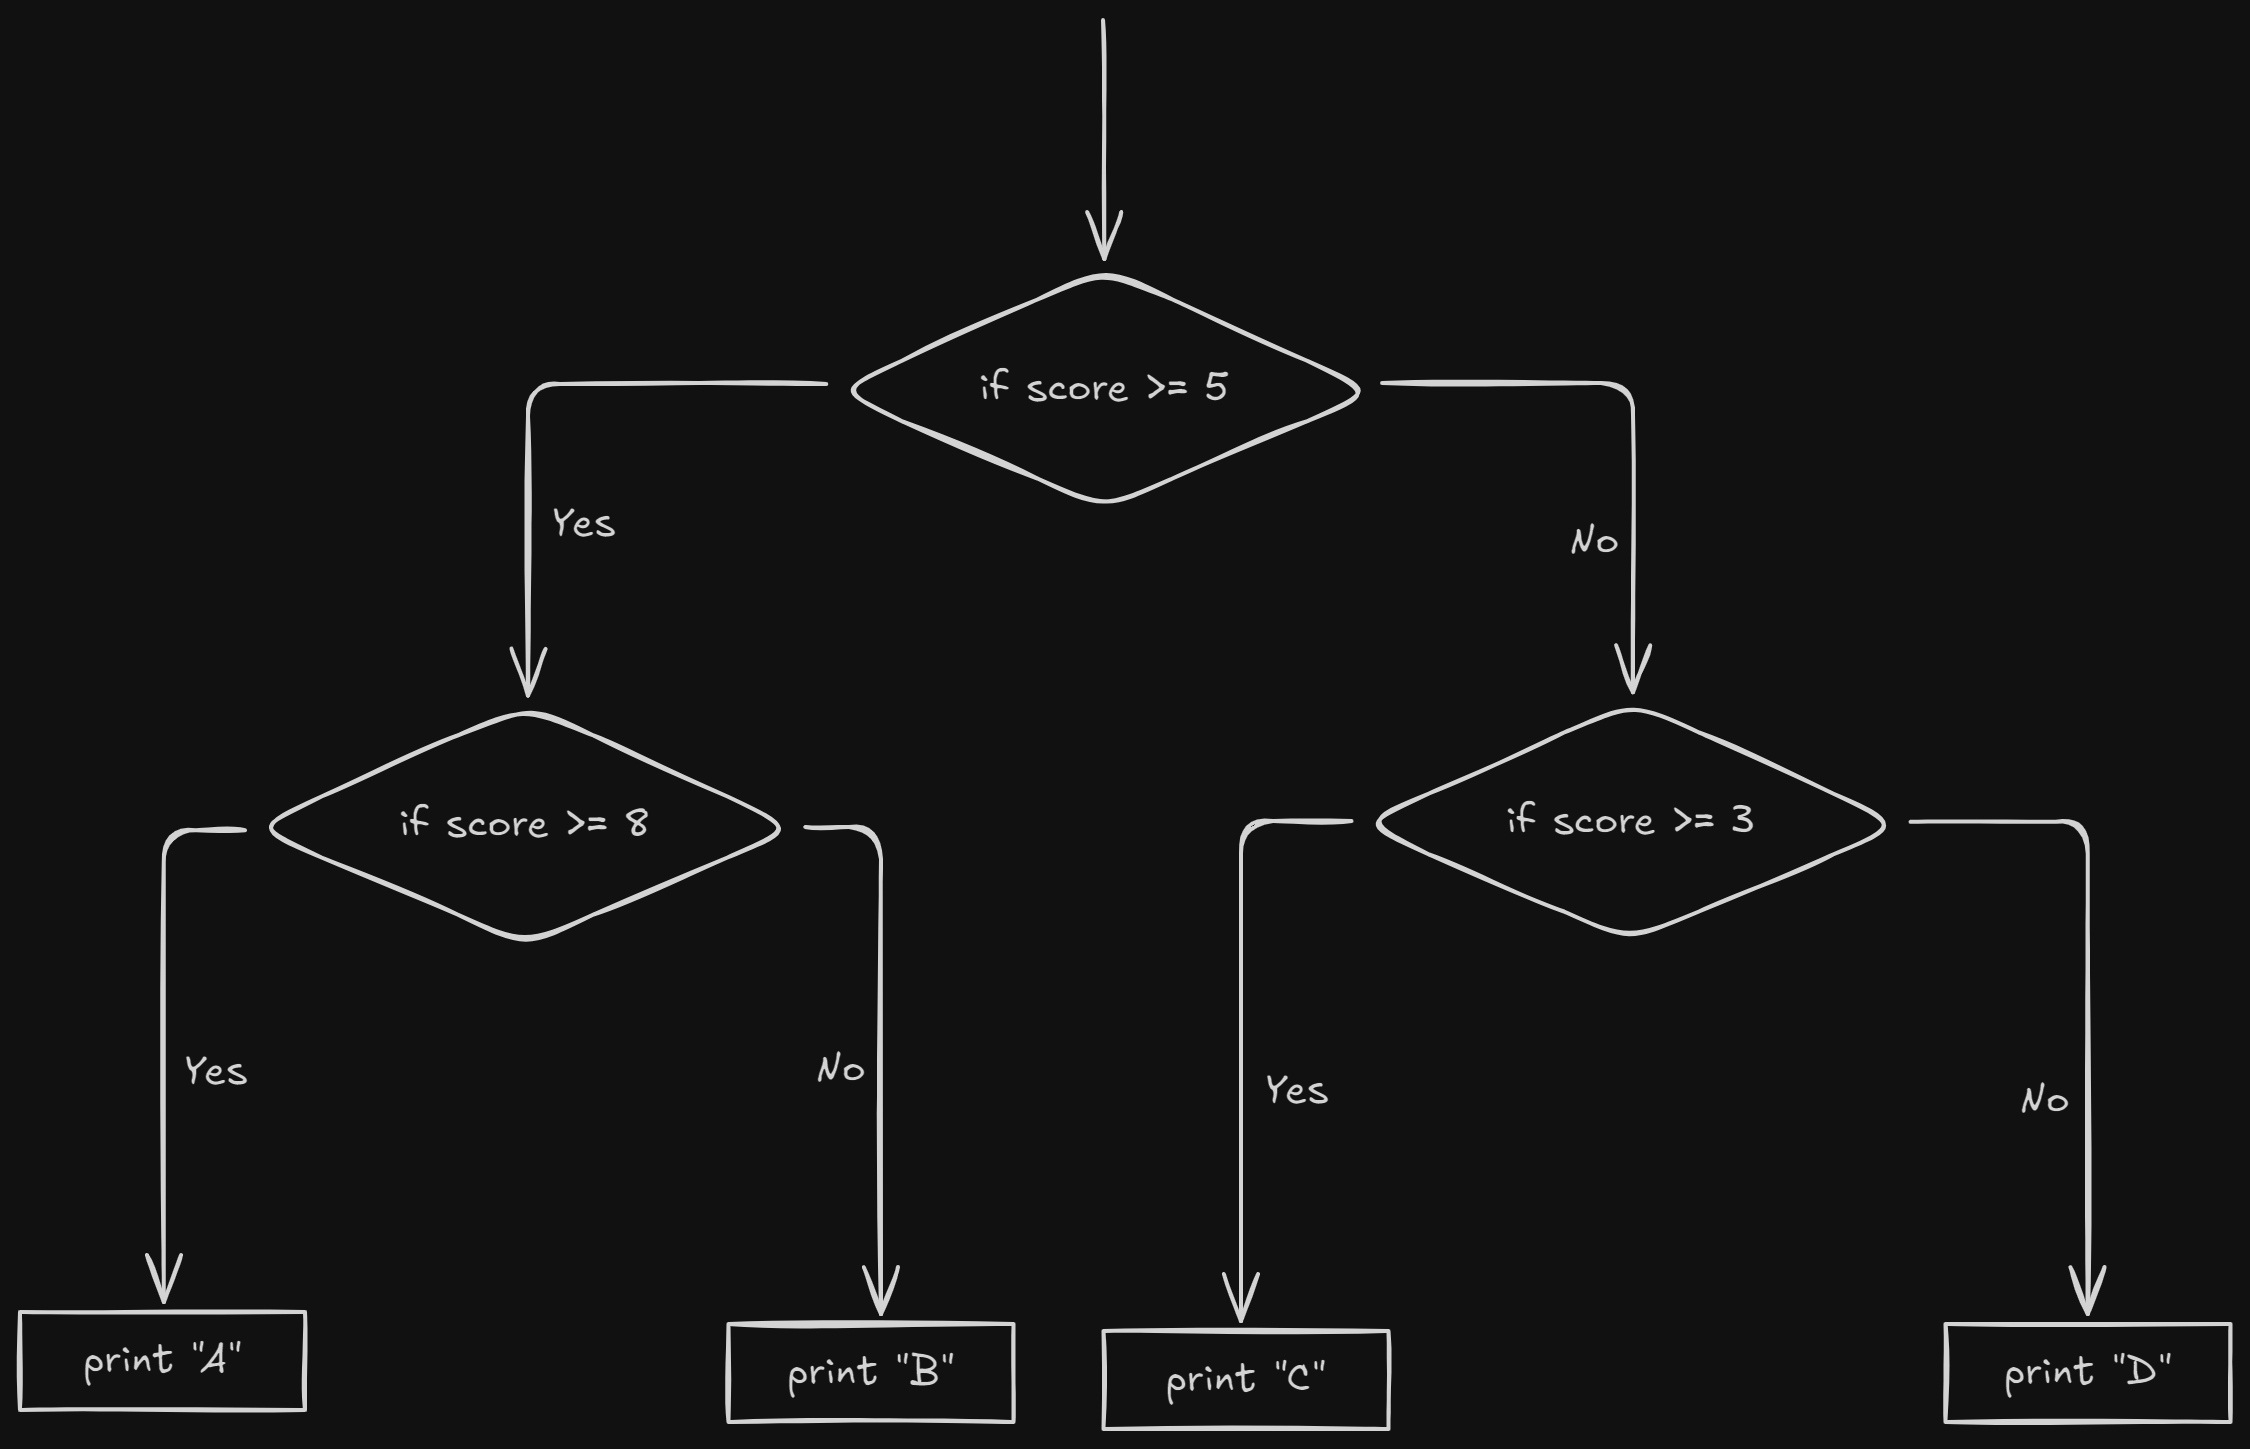 if score >= 5
Yes
No
if score >= 8
if score >= 3
Yes
No
Yes
No
print "A"
print "B"
print "C"
print "D"